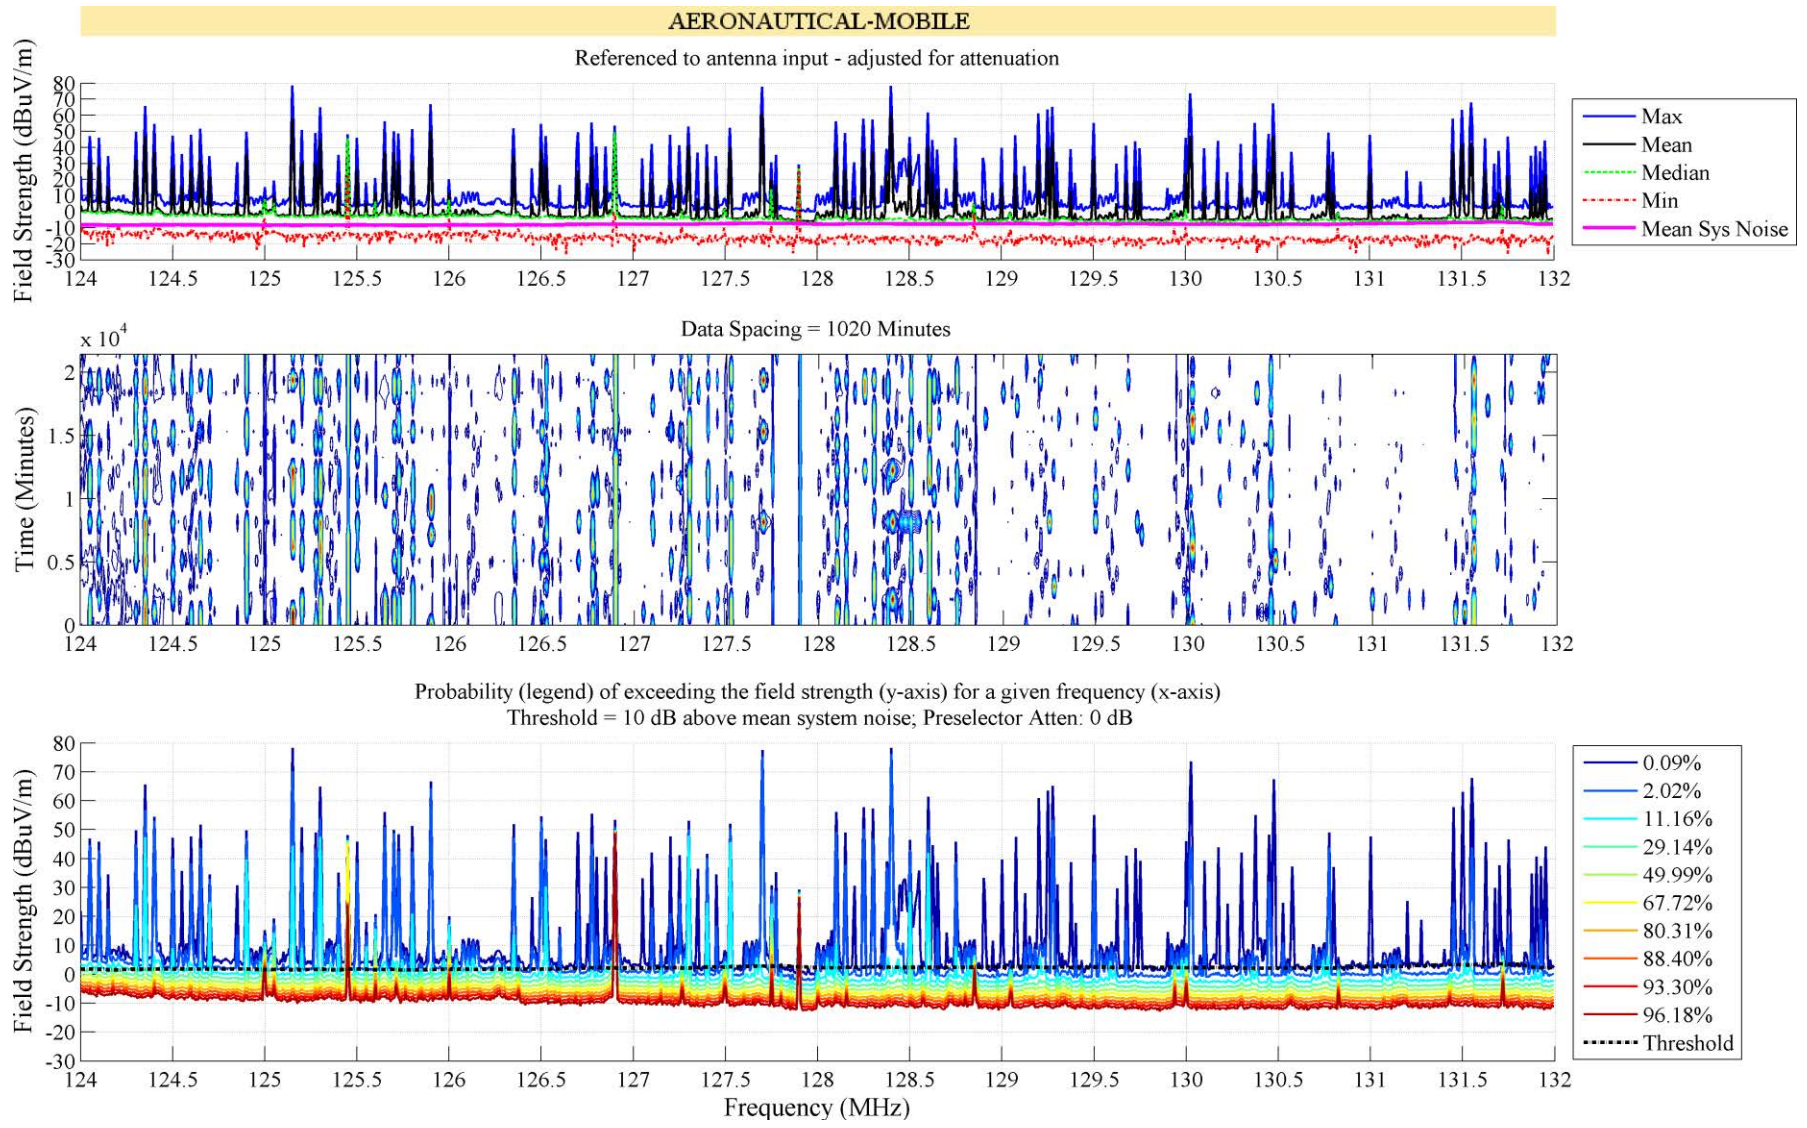 AERONAUTICAL-MOBILE
Referenced to antenna input - adjusted for attenuation
Field Strength (dBuV/m)
80
70
60
50
40
30
20
10
0
-10
-20
-30
124 124.5 125 125.5 126 126.5 127 127.5 128 128.5 129 129.5 130 130.5 131 131.5 132
Max
Mean
Median
Min
Mean Sys Noise
Data Spacing = 1020 Minutes
x 10^4
Time (Minutes)
2
1.5
1
0.5
0
124 124.5 125 125.5 126 126.5 127 127.5 128 128.5 129 129.5 130 130.5 131 131.5 132
Probability (legend) of exceeding the field strength (y-axis) for a given frequency (x-axis)
Threshold = 10 dB above mean system noise; Preselector Atten: 0 dB
Field Strength (dBuV/m)
80
70
60
50
40
30
20
10
0
-10
-20
-30
124 124.5 125 125.5 126 126.5 127 127.5 128 128.5 129 129.5 130 130.5 131 131.5 132
Frequency (MHz)
0.09%
2.02%
11.16%
29.14%
49.99%
67.72%
80.31%
88.40%
93.30%
96.18%
Threshold